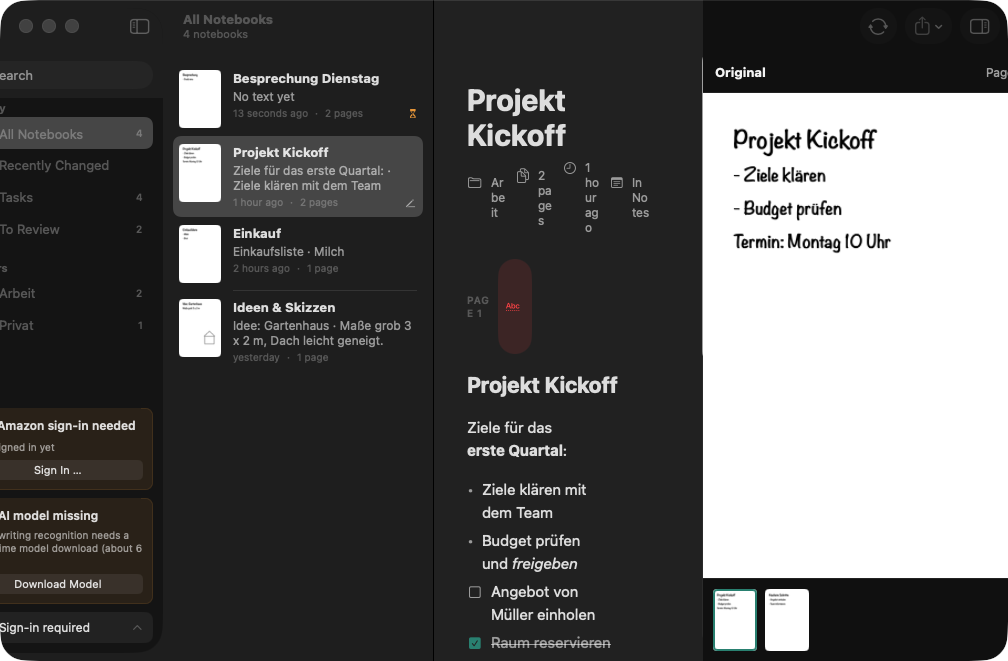 All Notebooks
4 notebooks
earch
y
All Notebooks 4
Recently Changed
Tasks 4
To Review 2
rs
Arbeit 2
Privat 1
Amazon sign-in needed
igned in yet
Sign In ...
AI model missing
writing recognition needs a
ime model download (about 6
Download Model
Sign-in required
Besprechung Dienstag
No text yet
13 seconds ago · 2 pages
Projekt Kickoff
Ziele für das erste Quartal: ·
Ziele klären mit dem Team
1 hour ago · 2 pages
Einkauf
Einkaufsliste · Milch
2 hours ago · 1 page
Ideen & Skizzen
Idee: Gartenhaus · Maße grob 3
x 2 m, Dach leicht geneigt.
yesterday · 1 page
Projekt
Kickoff
Ar
be
it
2
pa
ge
s
1
ho
ur
ag
o
In
No
tes
PAG
E 1
Abc
Projekt Kickoff
Ziele für das
erste Quartal:
• Ziele klären mit
dem Team
• Budget prüfen
und freigeben
Angebot von
Müller einholen
Raum reservieren
Original
Pag
Projekt Kickoff
- Ziele klären
- Budget prüfen
Termin: Montag 10 Uhr